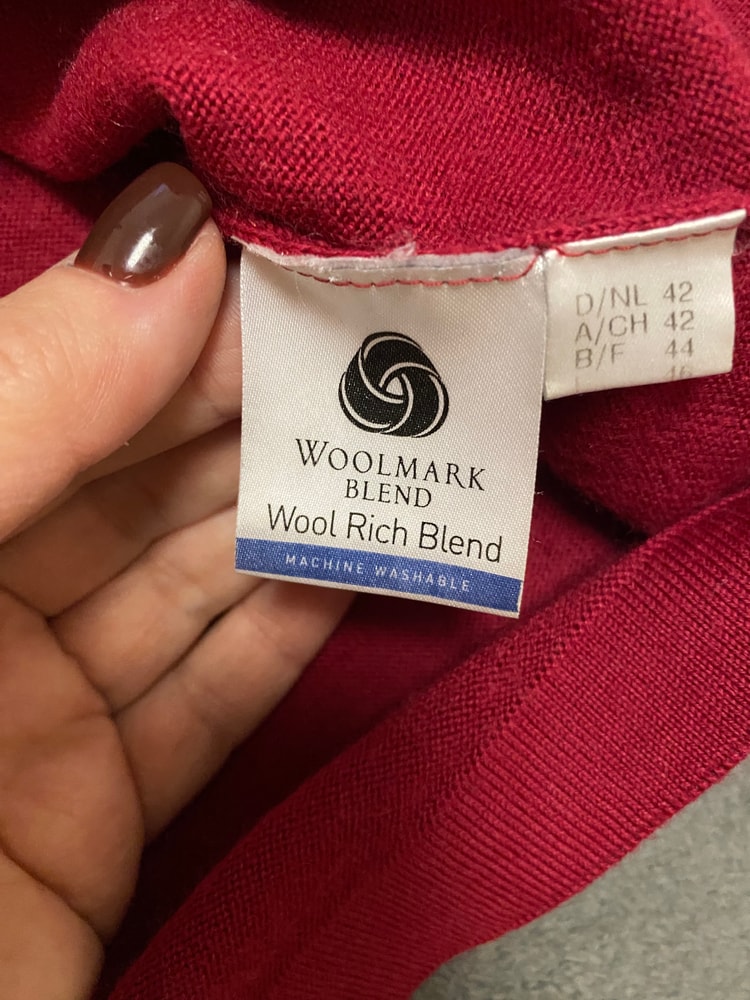 WOOLMARK
BLEND
Wool Rich Blend
MACHINE WASHABLE
D/NL 42
A/CH 42
B/F 44